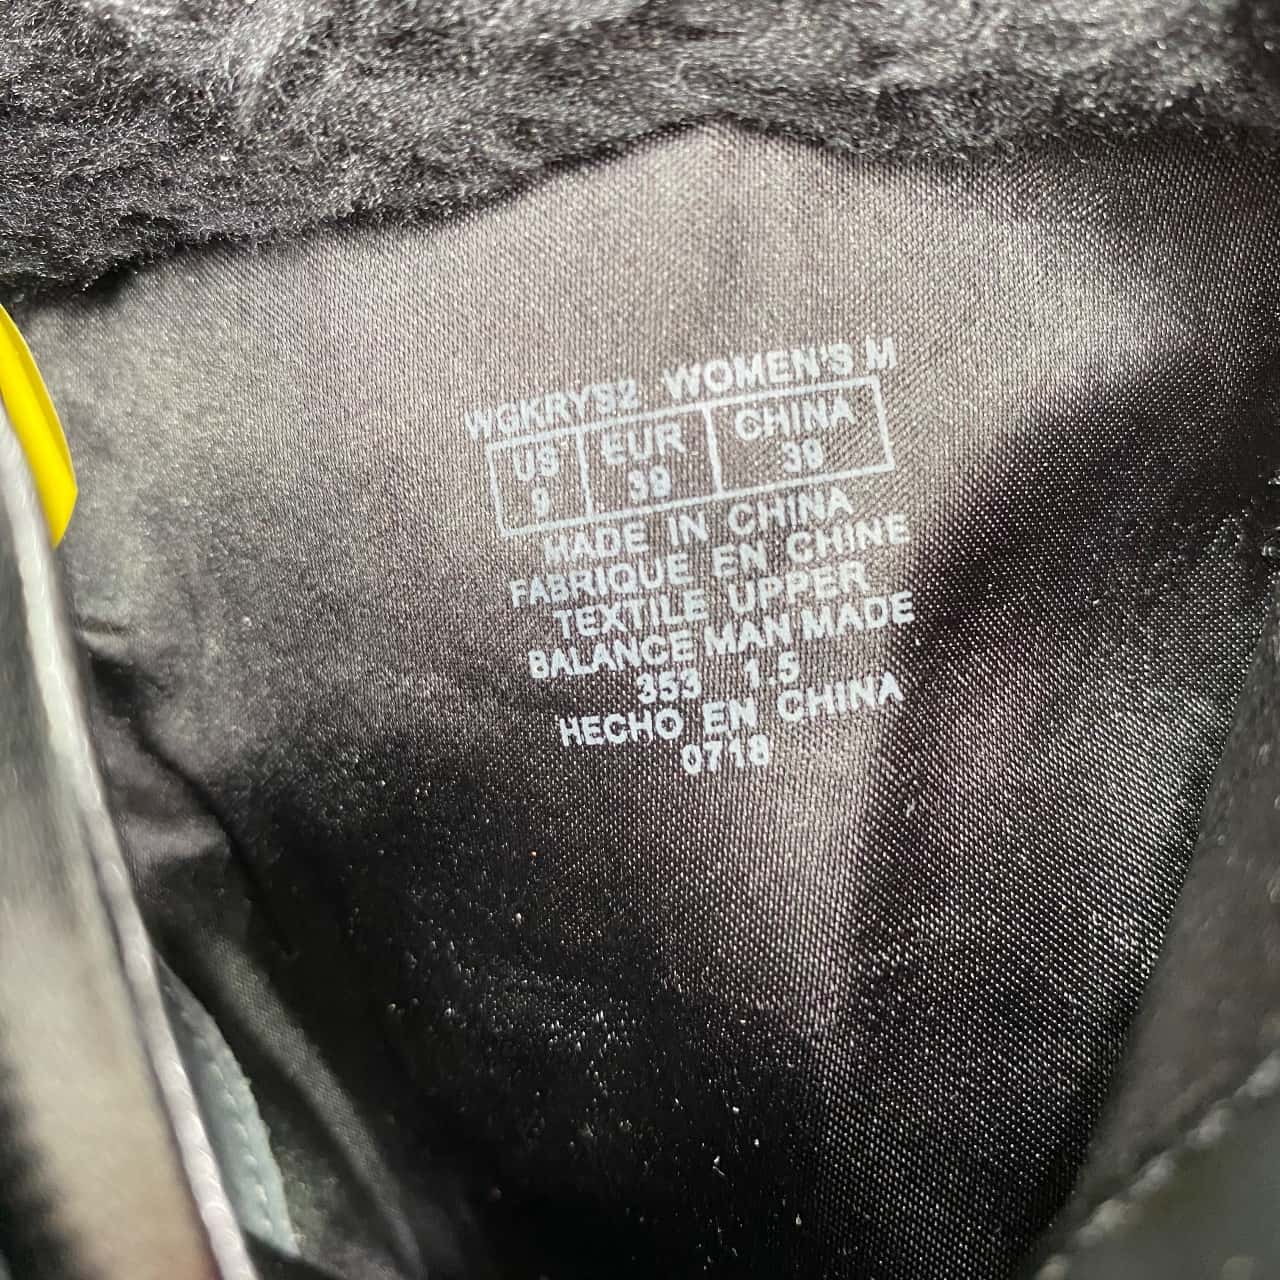 WGKRYS2 WOMEN'S M
US EUR CHINA
9 39 39
MADE IN CHINA
FABRIQUE EN CHINE
TEXTILE UPPER
BALANCE MAN MADE
353 1.5
HECHO EN CHINA
0718